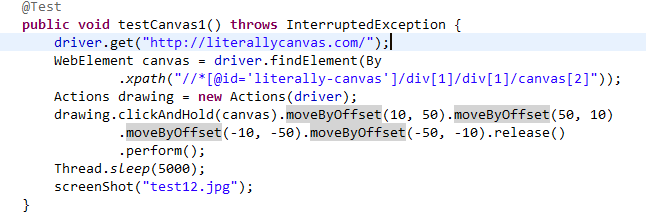 @Test
public void testCanvas1() throws InterruptedException {
driver.get("http://literallycanvas.com/");
WebElement canvas = driver.findElement(By
.xpath("//*[@id='literally-canvas']/div[1]/div[1]/canvas[2]"));
Actions drawing = new Actions(driver);
drawing.clickAndHold(canvas).moveByOffset(10, 50).moveByOffset(50, 10)
.moveByOffset(-10, -50).moveByOffset(-50, -10).release()
.perform();
Thread.sleep(5000);
screenShot("test12.jpg");
}